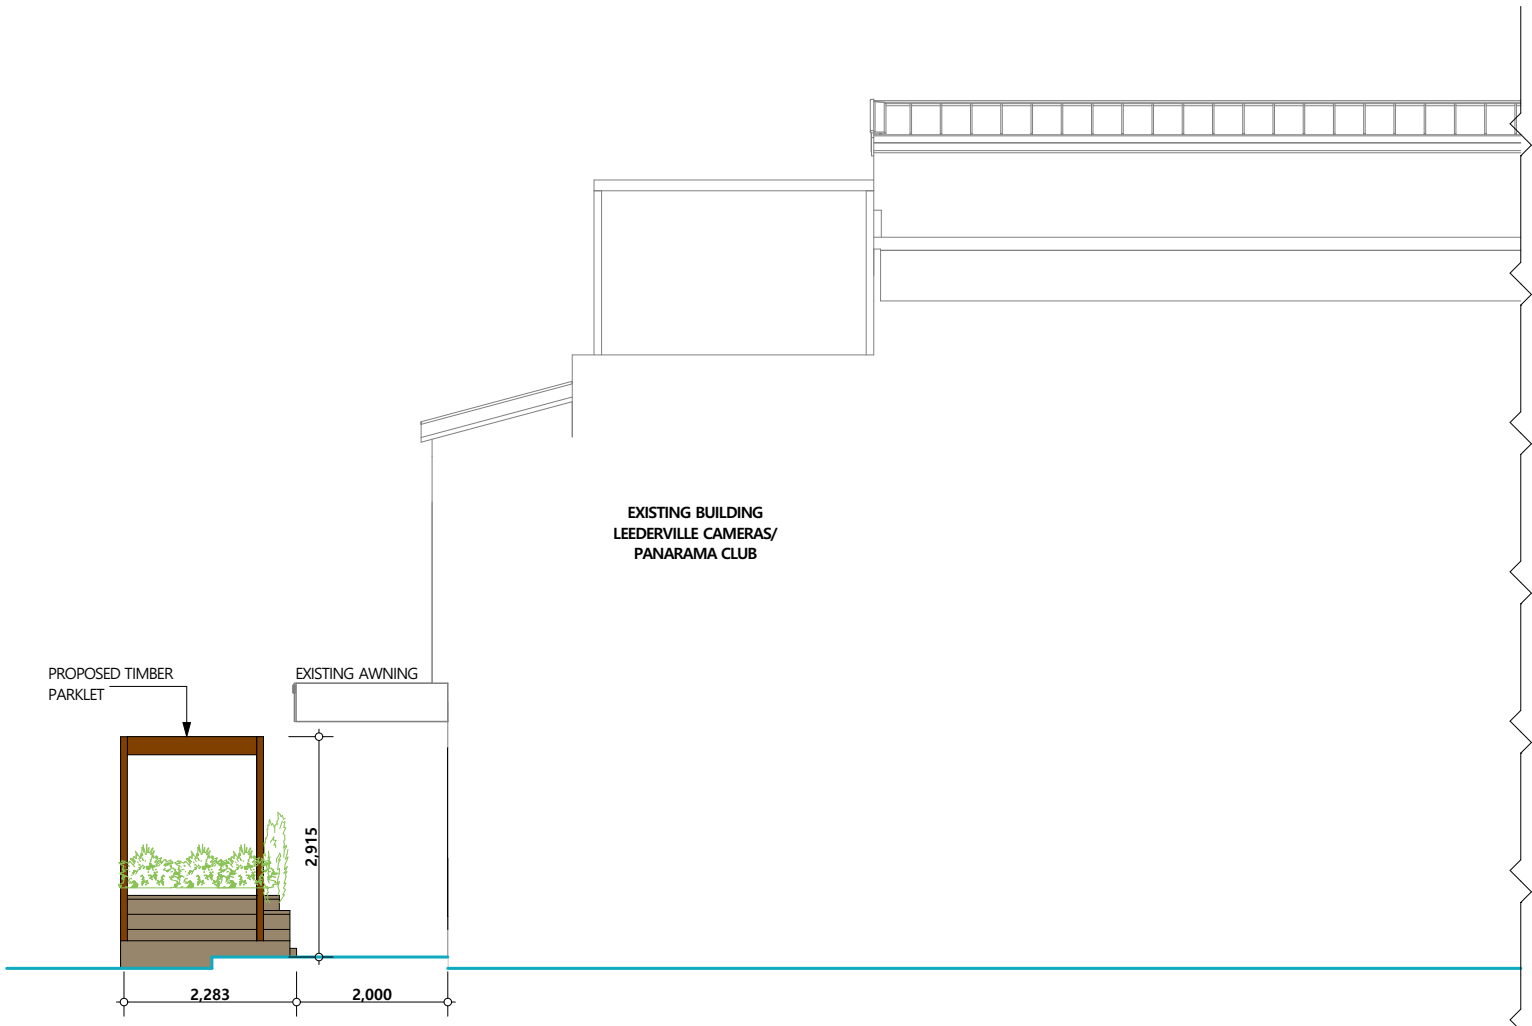 EXISTING BUILDING
LEEDERVILLE CAMERAS/
PANARAMA CLUB
PROPOSED TIMBER
PARKLET
EXISTING AWNING
2,915
2,283
2,000